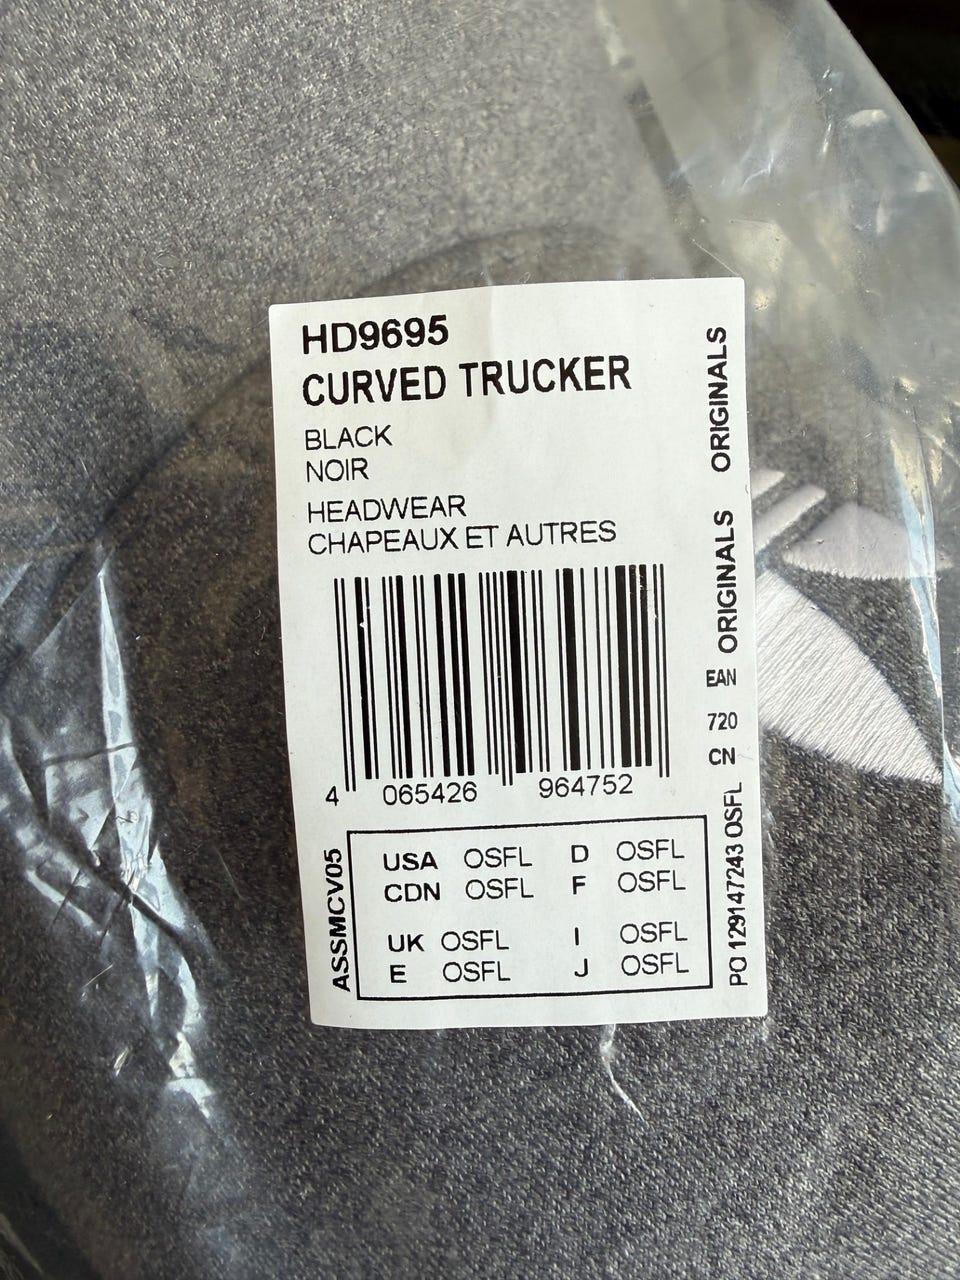 HD9695
CURVED TRUCKER
BLACK
NOIR
HEADWEAR
CHAPEAUX ET AUTRES
4 065426 964752
ASSMCV05
USA OSFL D OSFL
CDN OSFL F OSFL
UK OSFL I OSFL
E OSFL J OSFL
PO 129147243 OSFL CN 720 EAN ORIGINALS ORIGINALS